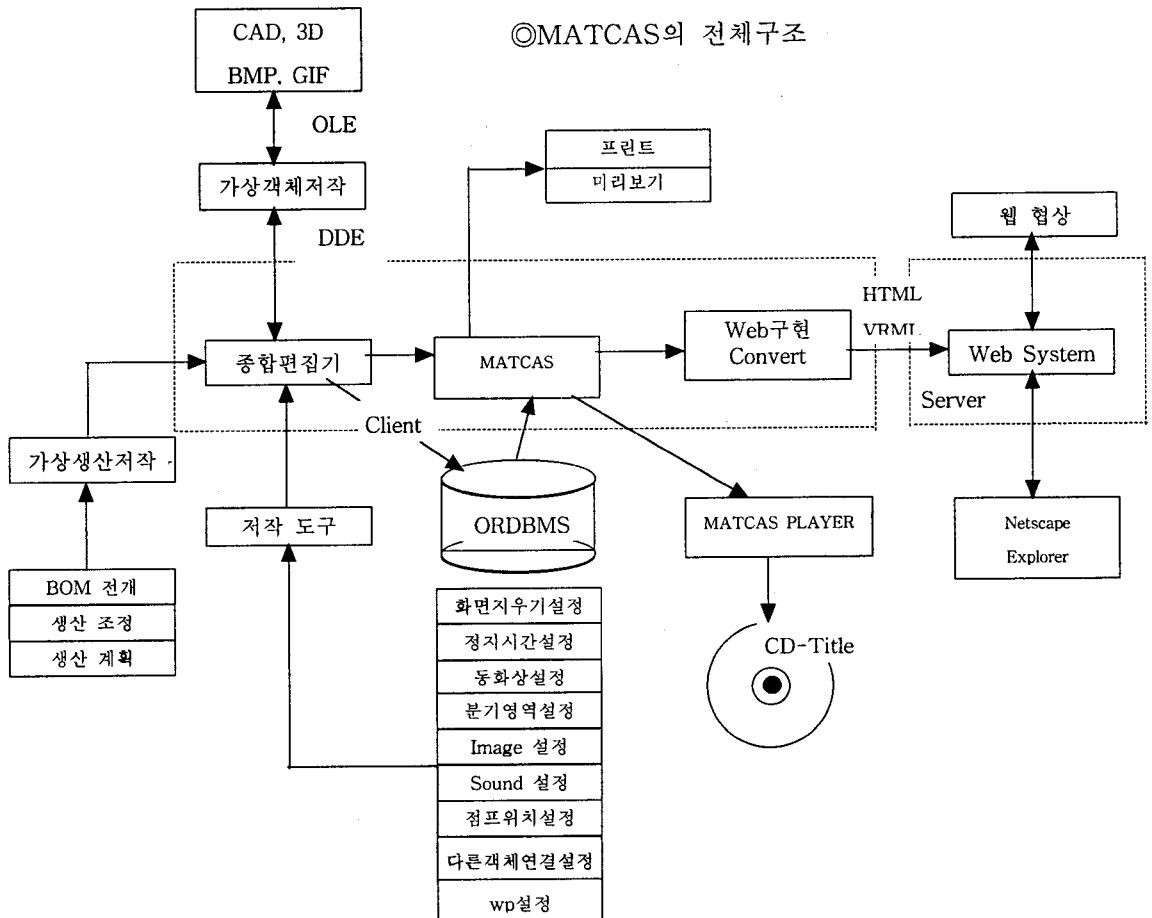 ◎MATCAS의 전체구조
CAD, 3D
BMP, GIF
OLE
가상객체저작
DDE
프린트
미리보기
웹 협상
HTML
VRML
종합편집기
MATCAS
Web구현
Convert
Web System
Server
Client
가상생산저작
저작 도구
ORDBMS
MATCAS PLAYER
Netscape
Explorer
BOM 전개
생산 조정
생산 계획
화면지우기설정
정지시간설정
동화상설정
분기영역설정
Image 설정
Sound 설정
점프위치설정
다른객체연결설정
wp설정
CD-Title